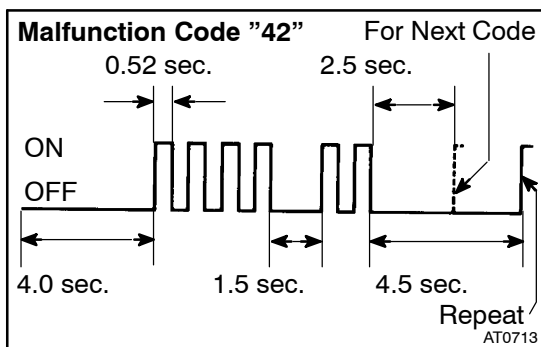 Malfunction Code ”42” For Next Code
0.52 sec. 2.5 sec.
ON
OFF
4.0 sec. 1.5 sec. 4.5 sec.
Repeat
AT0713